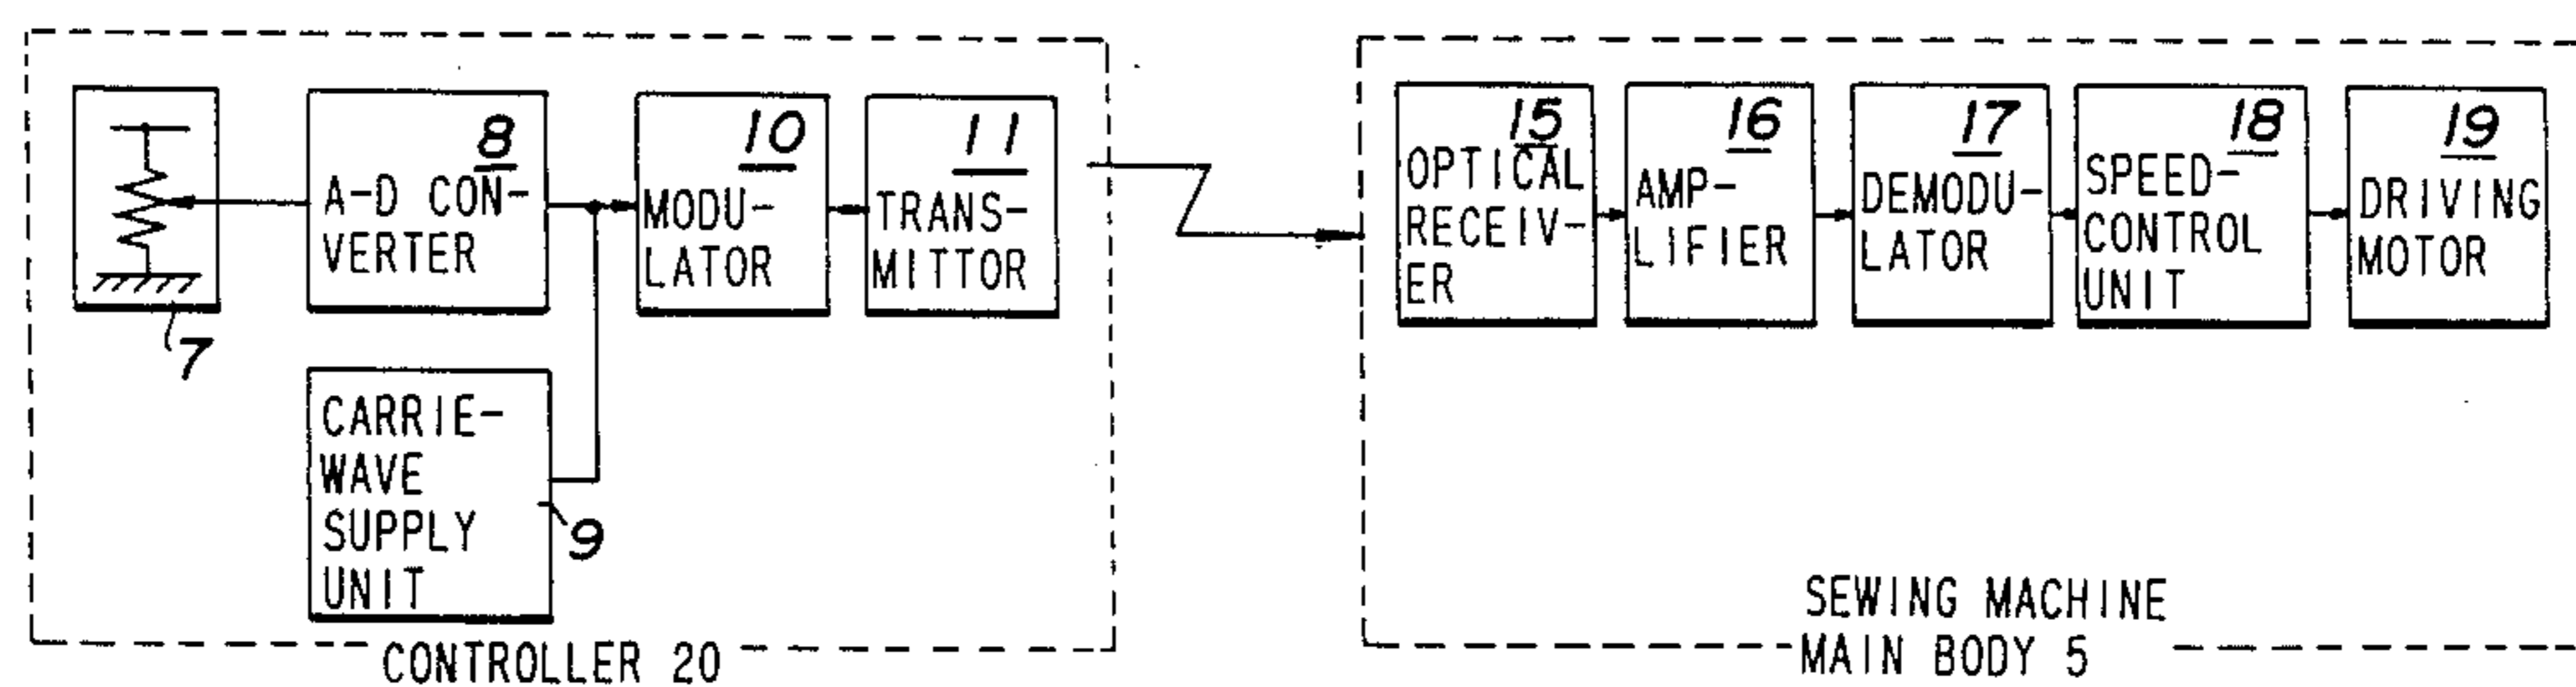 7
8
A-D CON-
VERTER
CARRIE-
WAVE
SUPPLY
UNIT
9
10
MODU-
LATOR
11
TRANS-
MITTOR
CONTROLLER 20
15
OPTICAL
RECEIV-
ER
16
AMP-
LIFIER
17
DEMODU-
LATOR
18
SPEED-
CONTROL
UNIT
19
DRIVING
MOTOR
SEWING MACHINE
MAIN BODY 5